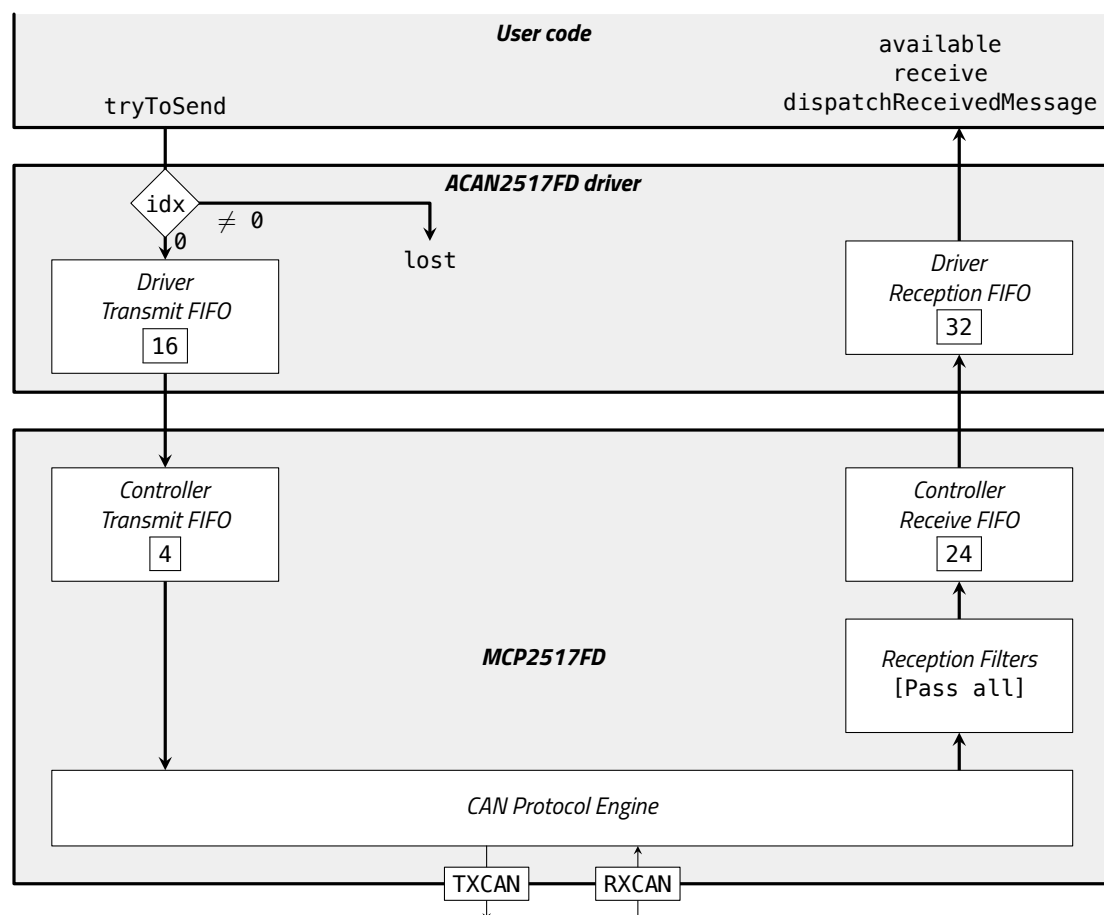 User code
available
receive
dispatchReceivedMessage
tryToSend
ACAN2517FD driver
idx
≠ 0
0
lost
Driver
Transmit FIFO
16
Driver
Reception FIFO
32
Controller
Transmit FIFO
4
Controller
Receive FIFO
24
MCP2517FD
Reception Filters
[Pass all]
CAN Protocol Engine
TXCAN
RXCAN